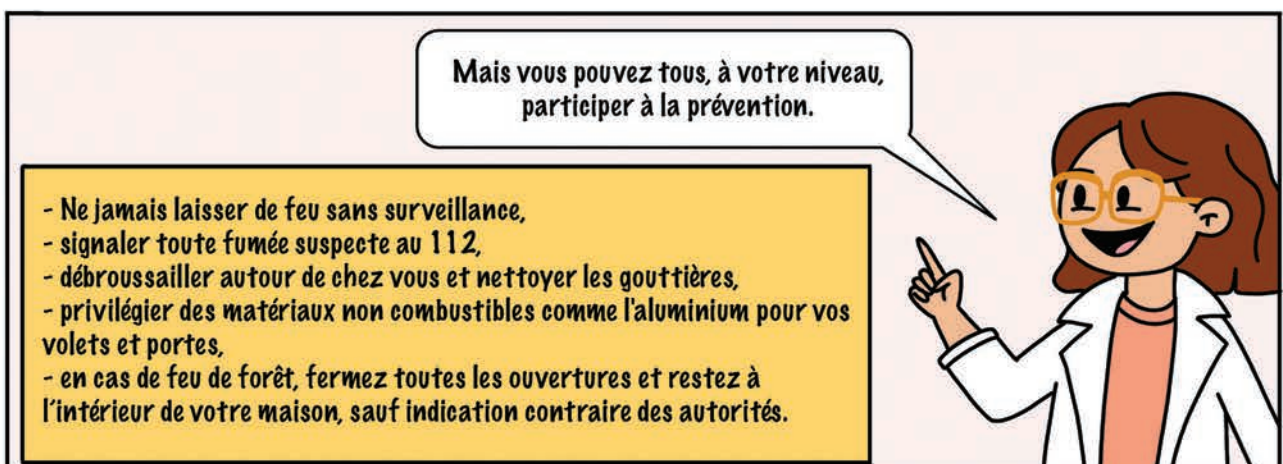 Mais vous pouvez tous, à votre niveau,
participer à la prévention.
- Ne jamais laisser de feu sans surveillance,
- signaler toute fumée suspecte au 112,
- débroussailler autour de chez vous et nettoyer les gouttières,
- privilégier des matériaux non combustibles comme l'aluminium pour vos
volets et portes,
- en cas de feu de forêt, fermez toutes les ouvertures et restez à
l'intérieur de votre maison, sauf indication contraire des autorités.